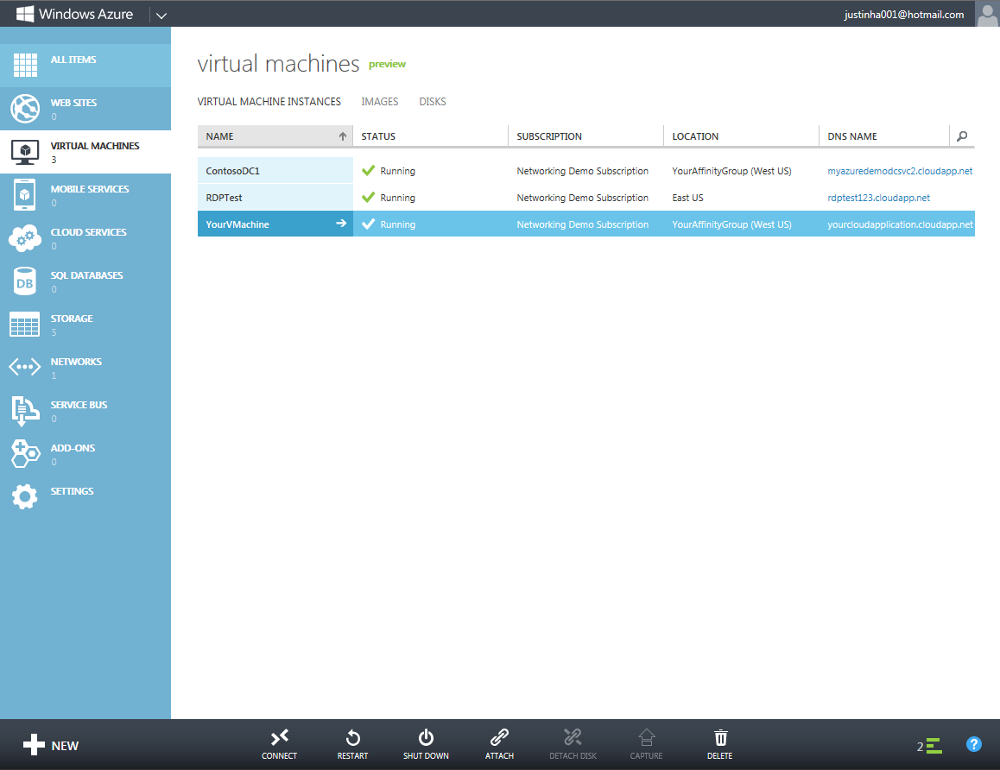 Windows Azure
justinha001@hotmail.com
ALL ITEMS
WEB SITES
0
VIRTUAL MACHINES
3
MOBILE SERVICES
0
CLOUD SERVICES
0
DB
SQL DATABASES
0
STORAGE
5
NETWORKS
1
SERVICE BUS
0
ADD-ONS
0
SETTINGS
virtual machines preview
VIRTUAL MACHINE INSTANCES IMAGES DISKS
NAME STATUS SUBSCRIPTION LOCATION DNS NAME
ContosoDC1 Running Networking Demo Subscription YourAffinityGroup (West US) myazuredemodcsvc2.cloudapp.net
RDPTest Running Networking Demo Subscription East US rdptest123.cloudapp.net
YourVMachine Running Networking Demo Subscription YourAffinityGroup (West US) yourcloudapplication.cloudapp.net
NEW
CONNECT RESTART SHUT DOWN ATTACH DETACH DISK CAPTURE DELETE
2 ?